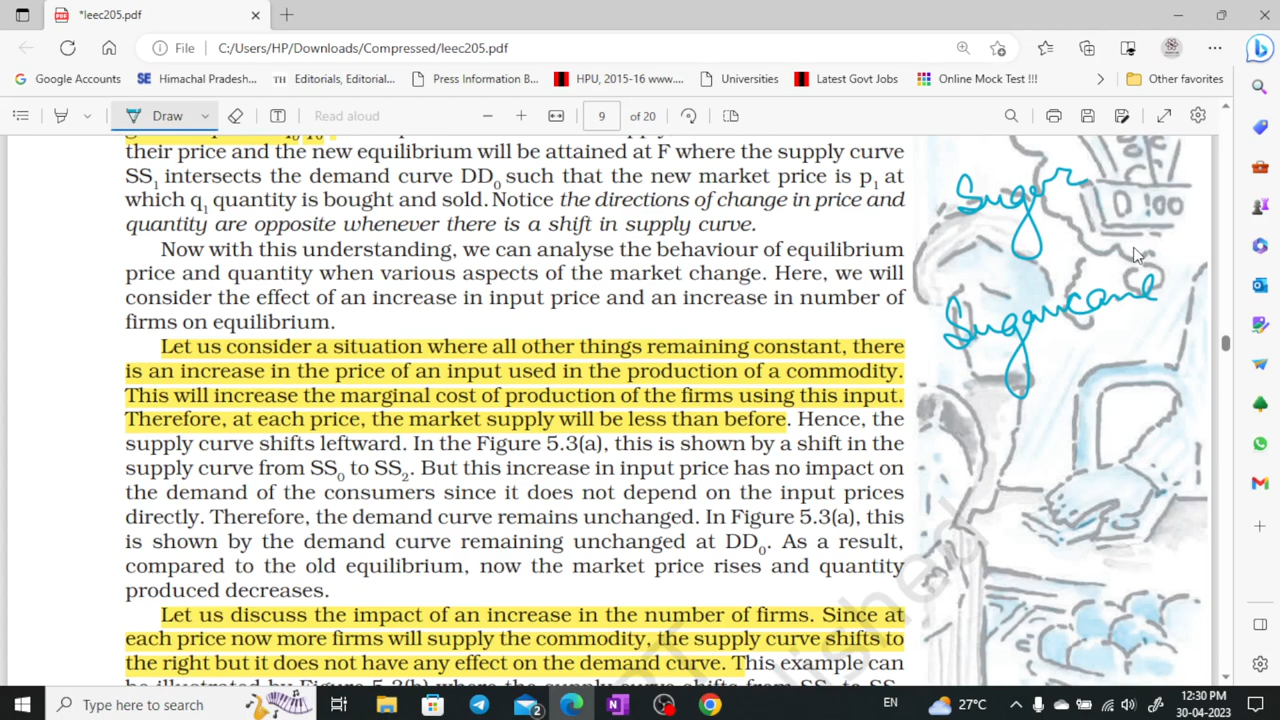 *leec205.pdf
File C:/Users/HP/Downloads/Compressed/leec205.pdf
Google Accounts SE Himachal Pradesh... TH Editorials, Editorial... Press Information B... HPU, 2015-16 www.... Universities Latest Govt Jobs Online Mock Test !!! Other favorites
Draw Read aloud 9 of 20
their price and the new equilibrium will be attained at F where the supply curve
SS1 intersects the demand curve DD0 such that the new market price is p1 at
which q1 quantity is bought and sold. Notice the directions of change in price and
quantity are opposite whenever there is a shift in supply curve.
Now with this understanding, we can analyse the behaviour of equilibrium
price and quantity when various aspects of the market change. Here, we will
consider the effect of an increase in input price and an increase in number of
firms on equilibrium.
Let us consider a situation where all other things remaining constant, there
is an increase in the price of an input used in the production of a commodity.
This will increase the marginal cost of production of the firms using this input.
Therefore, at each price, the market supply will be less than before. Hence, the
supply curve shifts leftward. In the Figure 5.3(a), this is shown by a shift in the
supply curve from SS0 to SS2. But this increase in input price has no impact on
the demand of the consumers since it does not depend on the input prices
directly. Therefore, the demand curve remains unchanged. In Figure 5.3(a), this
is shown by the demand curve remaining unchanged at DD0. As a result,
compared to the old equilibrium, now the market price rises and quantity
produced decreases.
Let us discuss the impact of an increase in the number of firms. Since at
each price now more firms will supply the commodity, the supply curve shifts to
the right but it does not have any effect on the demand curve. This example can
Suger
Sugarcane
Type here to search
2
27°C
EN
12:30 PM
30-04-2023